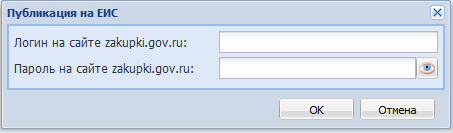 Публикация на ЕИС
Логин на сайте zakupki.gov.ru:
Пароль на сайте zakupki.gov.ru:
ОК Отмена